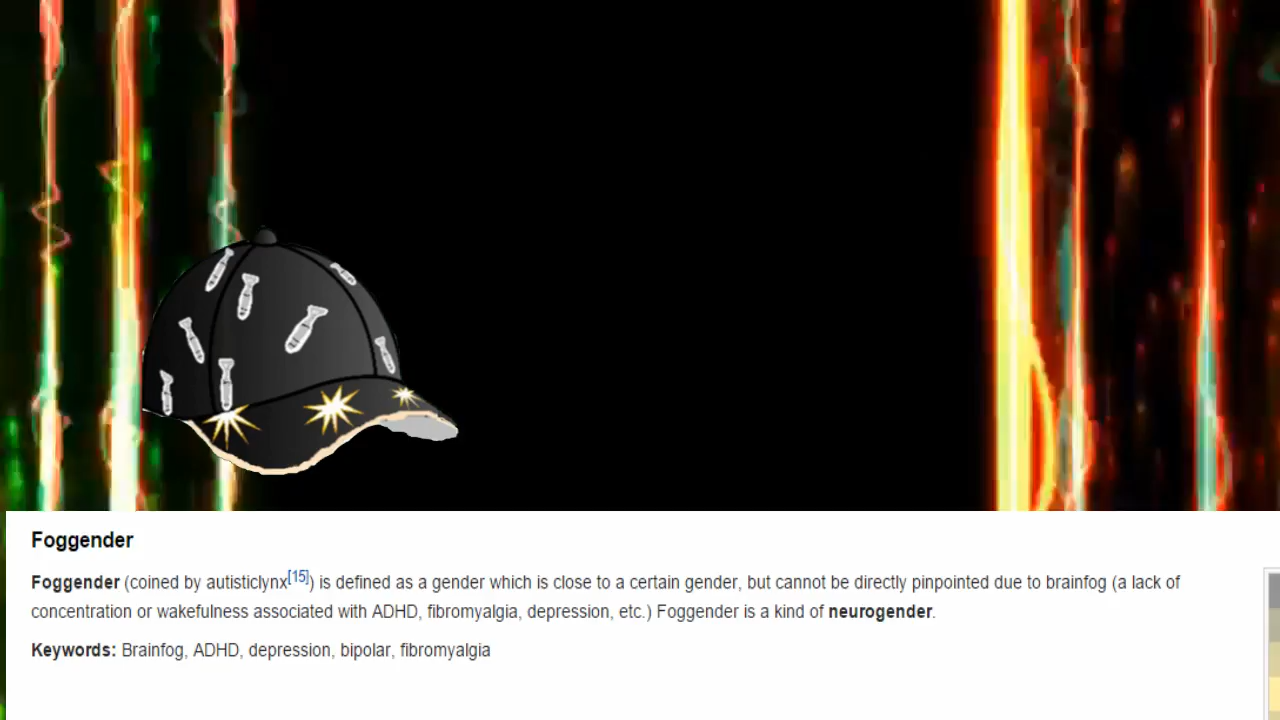 Foggender
Foggender (coined by autisticlynx[15]) is defined as a gender which is close to a certain gender, but cannot be directly pinpointed due to brainfog (a lack of
concentration or wakefulness associated with ADHD, fibromyalgia, depression, etc.) Foggender is a kind of neurogender.
Keywords: Brainfog, ADHD, depression, bipolar, fibromyalgia